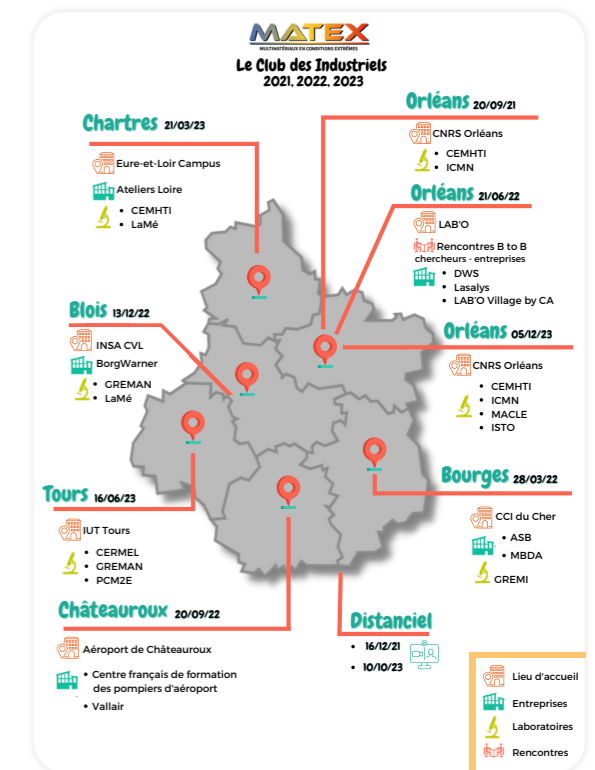 MATEX
MULTIMATÉRIAUX EN CONDITIONS EXTRÊMES
Le Club des Industriels
2021, 2022, 2023
Chartres 21/03/23
Eure-et-Loir Campus
Ateliers Loire
• CEMHTI
• LaMé
Orléans 20/09/21
CNRS Orléans
• CEMHTI
• ICMN
Orléans 21/06/22
LAB'O
Rencontres B to B
chercheurs - entreprises
• DWS
• Lasalys
• LAB'O Village by CA
Blois 13/12/22
INSA CVL
BorgWarner
• GREMAN
• LaMé
Orléans 05/12/23
CNRS Orléans
• CEMHTI
• ICMN
• MACLE
• ISTO
Tours 16/06/23
IUT Tours
• CERMEL
• GREMAN
• PCM2E
Bourges 28/03/22
CCI du Cher
• ASB
• MBDA
GREMI
Châteauroux 20/09/22
Aéroport de Châteauroux
• Centre français de formation
des pompiers d'aéroport
• Vallair
Distanciel
• 16/12/21
• 10/10/23
Lieu d'accueil
Entreprises
Laboratoires
Rencontres